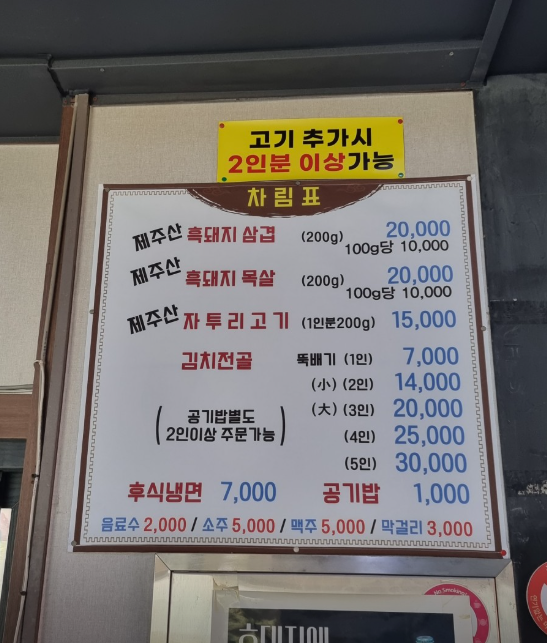 고기 추가시
2인분 이상가능
차림표
제주산 흑돼지 삼겹 (200g) 20,000
100g당 10,000
제주산 흑돼지 목살 (200g) 20,000
100g당 10,000
제주산 자투리고기 (1인분200g) 15,000
김치전골 뚝배기 (1인) 7,000
(小) (2인) 14,000
(大) (3인) 20,000
(공기밥별도
2인이상 주문가능)
(4인) 25,000
(5인) 30,000
후식냉면 7,000 공기밥 1,000
음료수 2,000 / 소주 5,000 / 맥주 5,000 / 막걸리 3,000
No Smoking